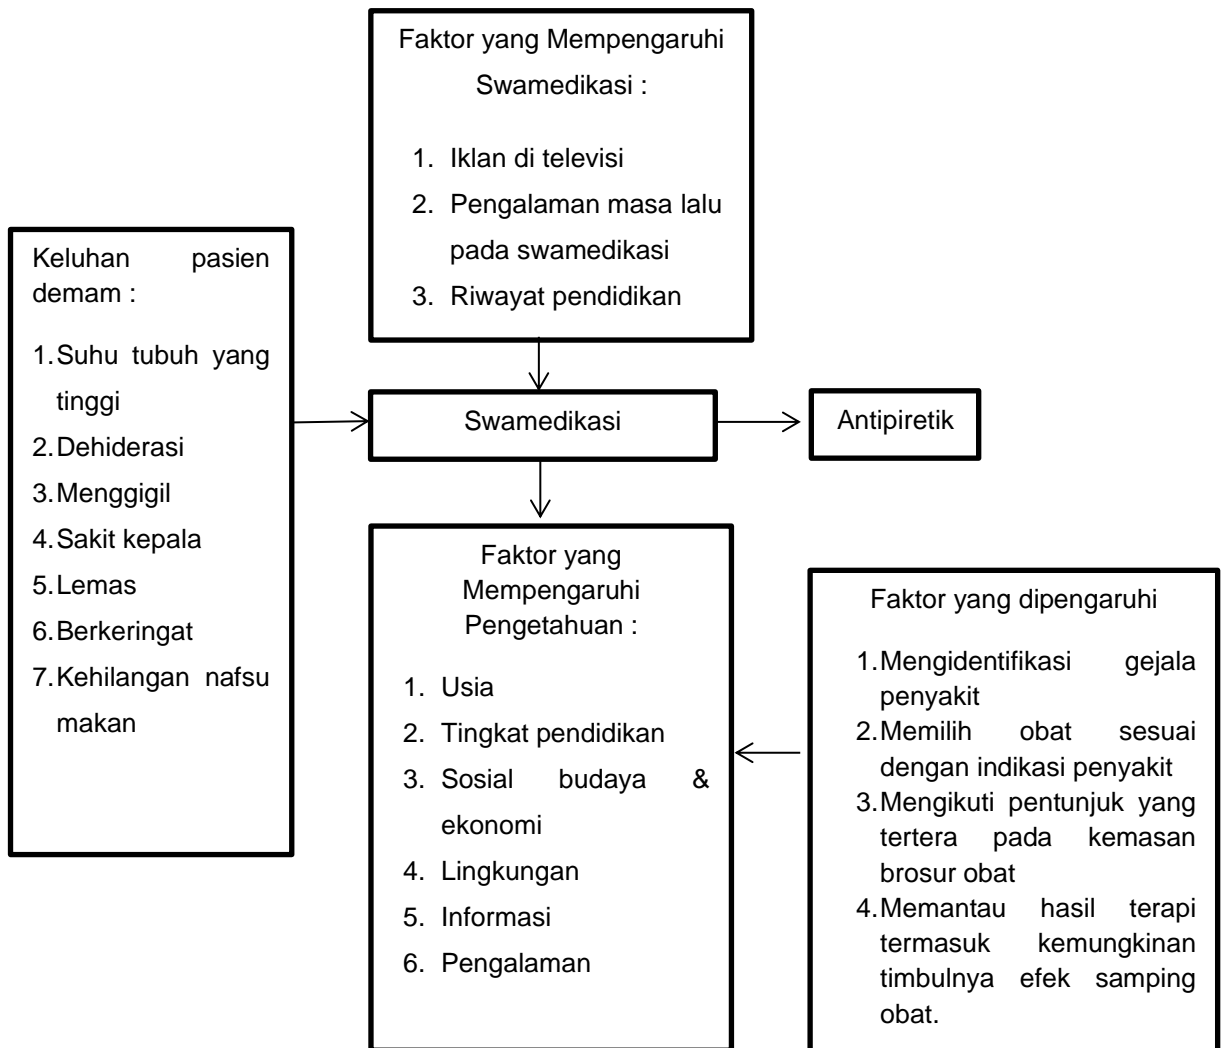 Faktor yang Mempengaruhi
Swamedikasi :
1. Iklan di televisi
2. Pengalaman masa lalu
pada swamedikasi
3. Riwayat pendidikan
Keluhan pasien
demam :
1. Suhu tubuh yang
tinggi
2. Dehiderasi
3. Menggigil
4. Sakit kepala
5. Lemas
6. Berkeringat
7. Kehilangan nafsu
makan
Swamedikasi
Antipiretik
Faktor yang
Mempengaruhi
Pengetahuan :
1. Usia
2. Tingkat pendidikan
3. Sosial budaya &
ekonomi
4. Lingkungan
5. Informasi
6. Pengalaman
Faktor yang dipengaruhi
1. Mengidentifikasi gejala
penyakit
2. Memilih obat sesuai
dengan indikasi penyakit
3. Mengikuti pentunjuk yang
tertera pada kemasan
brosur obat
4. Memantau hasil terapi
termasuk kemungkinan
timbulnya efek samping
obat.